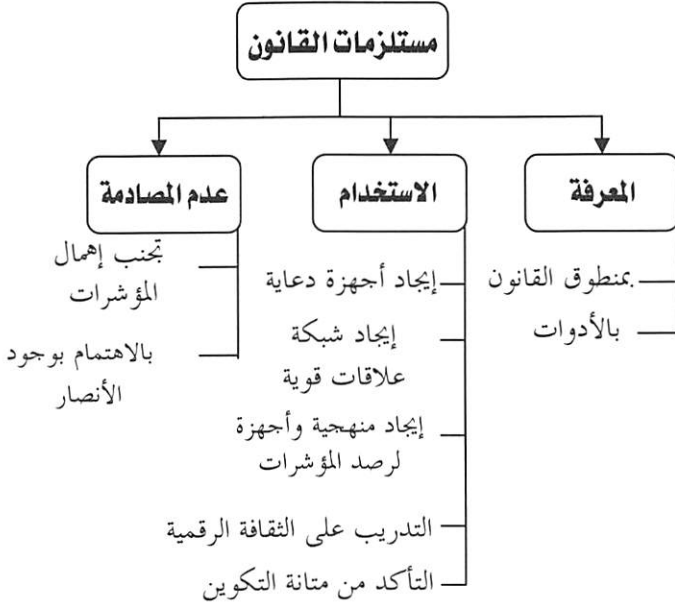 مستلزمات القانون
المعرفة
بمنطوق القانون
بالأدوات
الاستخدام
إيجاد أجهزة دعاية
إيجاد شبكة
علاقات قوية
إيجاد منهجية وأجهزة
لرصد المؤشرات
التدريب على الثقافة الرقمية
التأكد من متانة التكوين
عدم المصادمة
تجنب إهمال
المؤشرات
بالاهتمام بوجود
الأنصار